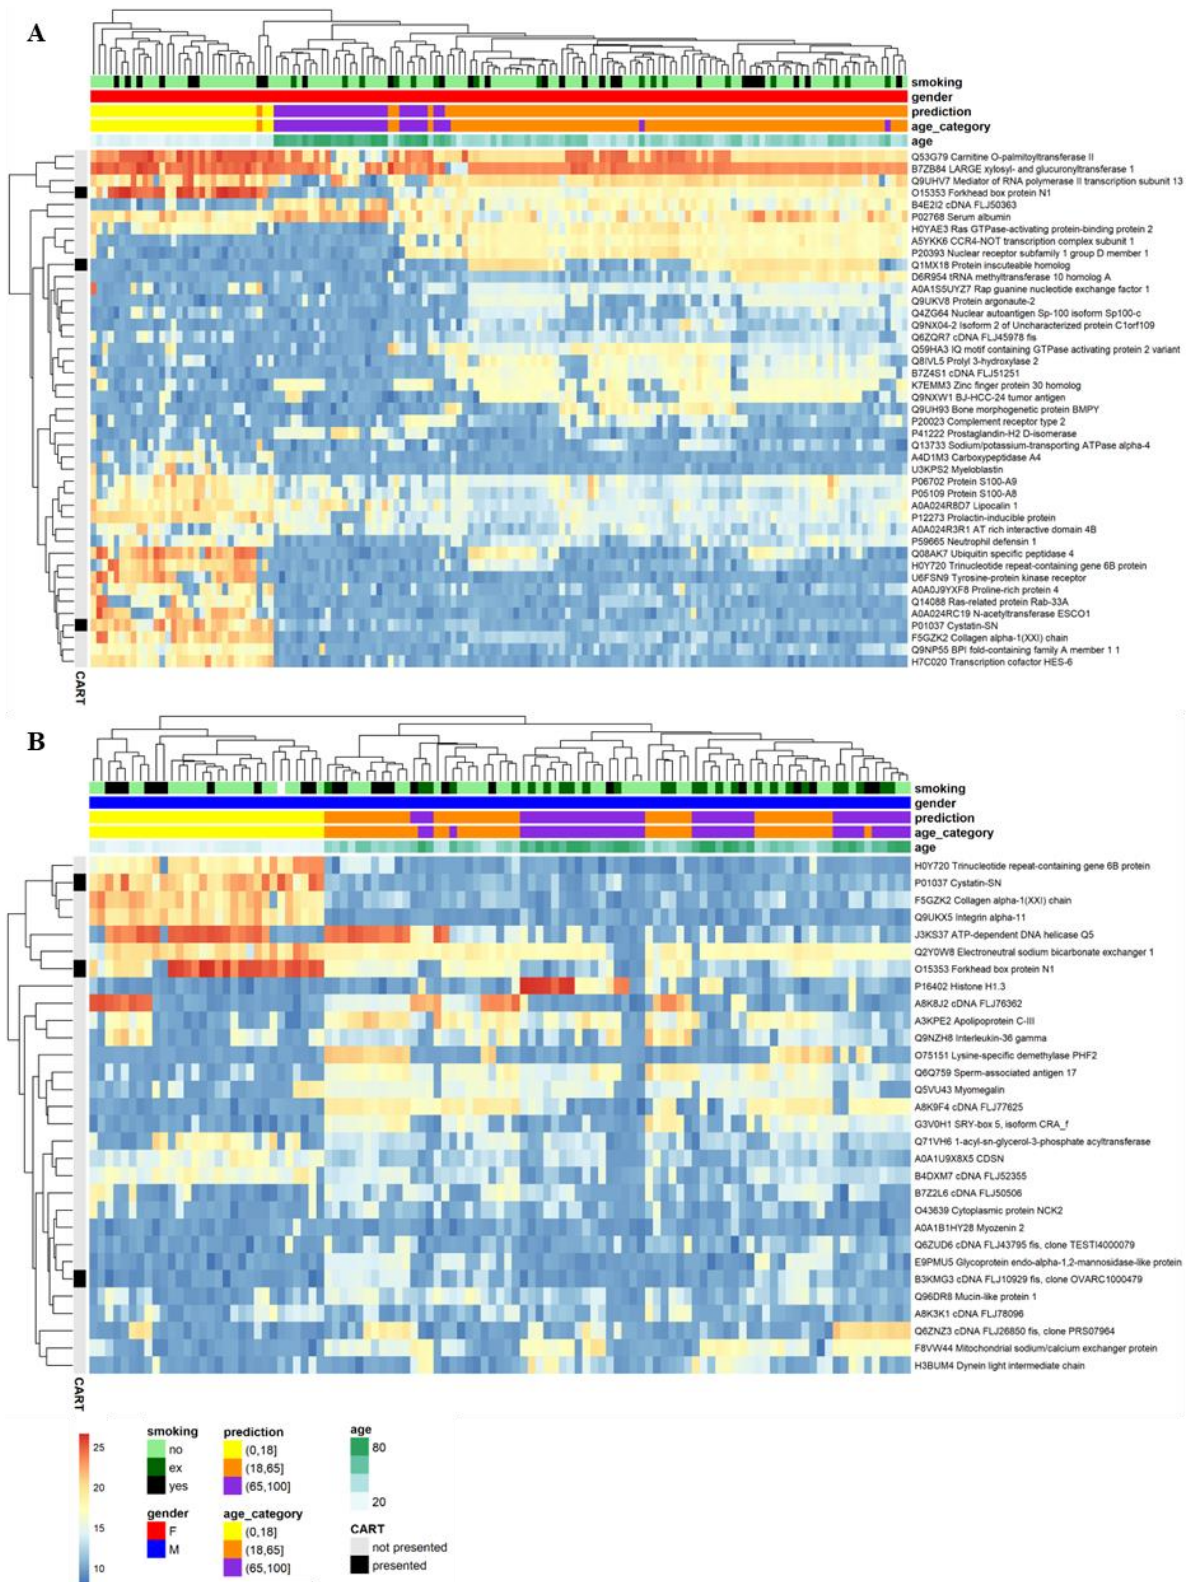 A
smoking
gender
prediction
age_category
age
Q53G79 Carnitine O-palmitoyltransferase II
B7ZB84 LARGE xylosyl- and glucuronyltransferase 1
Q9UHV7 Mediator of RNA polymerase II transcription subunit 13
O15353 Forkhead box protein N1
B4E2I2 cDNA FLJ50363
P02768 Serum albumin
H0YAE3 Ras GTPase-activating protein-binding protein 2
A5YKK6 CCR4-NOT transcription complex subunit 1
P20393 Nuclear receptor subfamily 1 group D member 1
Q1MX18 Protein inscuteable homolog
D6R954 tRNA methyltransferase 10 homolog A
A0A1S5UYZ7 Rap guanine nucleotide exchange factor 1
Q9UKV8 Protein argonaute-2
Q4ZG64 Nuclear autoantigen Sp-100 isoform Sp100-c
Q9NX04-2 Isoform 2 of Uncharacterized protein C1orf109
Q6ZQR7 cDNA FLJ45978 fis
Q59HA3 IQ motif containing GTPase activating protein 2 variant
Q8IVL5 Prolyl 3-hydroxylase 2
B7Z4S1 cDNA FLJ51251
K7EMM3 Zinc finger protein 30 homolog
Q9NXW1 BJ-HCC-24 tumor antigen
Q9UH93 Bone morphogenetic protein BMPY
P20023 Complement receptor type 2
P41222 Prostaglandin-H2 D-isomerase
Q13733 Sodium/potassium-transporting ATPase alpha-4
A4D1M3 Carboxypeptidase A4
U3KPS2 Myeloblastin
P06702 Protein S100-A9
P05109 Protein S100-A8
A0A024R8D7 Lipocalin 1
P12273 Prolactin-inducible protein
A0A024R3R1 AT rich interactive domain 4B
P59665 Neutrophil defensin 1
Q08AK7 Ubiquitin specific peptidase 4
H0Y720 Trinucleotide repeat-containing gene 6B protein
U6FSN9 Tyrosine-protein kinase receptor
A0A0J9YXF8 Proline-rich protein 4
Q14088 Ras-related protein Rab-33A
A0A024RC19 N-acetyltransferase ESCO1
P01037 Cystatin-SN
F5GZK2 Collagen alpha-1(XXI) chain
Q9NP55 BPI fold-containing family A member 1 1
H7C020 Transcription cofactor HES-6
CART
B
smoking
gender
prediction
age_category
age
H0Y720 Trinucleotide repeat-containing gene 6B protein
P01037 Cystatin-SN
F5GZK2 Collagen alpha-1(XXI) chain
Q9UKX5 Integrin alpha-11
J3KS37 ATP-dependent DNA helicase Q5
Q2Y0W8 Electroneutral sodium bicarbonate exchanger 1
O15353 Forkhead box protein N1
P16402 Histone H1.3
A8K8J2 cDNA FLJ76362
A3KPE2 Apolipoprotein C-III
Q9NZH8 Interleukin-36 gamma
O75151 Lysine-specific demethylase PHF2
Q6Q759 Sperm-associated antigen 17
Q5VU43 Myomegalin
A8K9F4 cDNA FLJ77625
G3V0H1 SRY-box 5, isoform CRA_f
Q71VH6 1-acyl-sn-glycerol-3-phosphate acyltransferase
A0A1U9X8X5 CDSN
B4DXM7 cDNA FLJ52355
B7Z2L6 cDNA FLJ50506
O43639 Cytoplasmic protein NCK2
A0A1B1HY28 Myozenin 2
Q6ZUD6 cDNA FLJ43795 fis, clone TESTI4000079
E9PMU5 Glycoprotein endo-alpha-1,2-mannosidase-like protein
B3KMG3 cDNA FLJ10929 fis, clone OVARC1000479
Q96DR8 Mucin-like protein 1
A8K3K1 cDNA FLJ78096
Q6ZNZ3 cDNA FLJ26850 fis, clone PRS07964
F8VW44 Mitochondrial sodium/calcium exchanger protein
H3BUM4 Dynein light intermediate chain
CART
25
20
15
10
smoking
no
ex
yes
gender
F
M
prediction
(0,18]
(18,65]
(65,100]
age_category
(0,18]
(18,65]
(65,100]
age
80
20
CART
not presented
presented